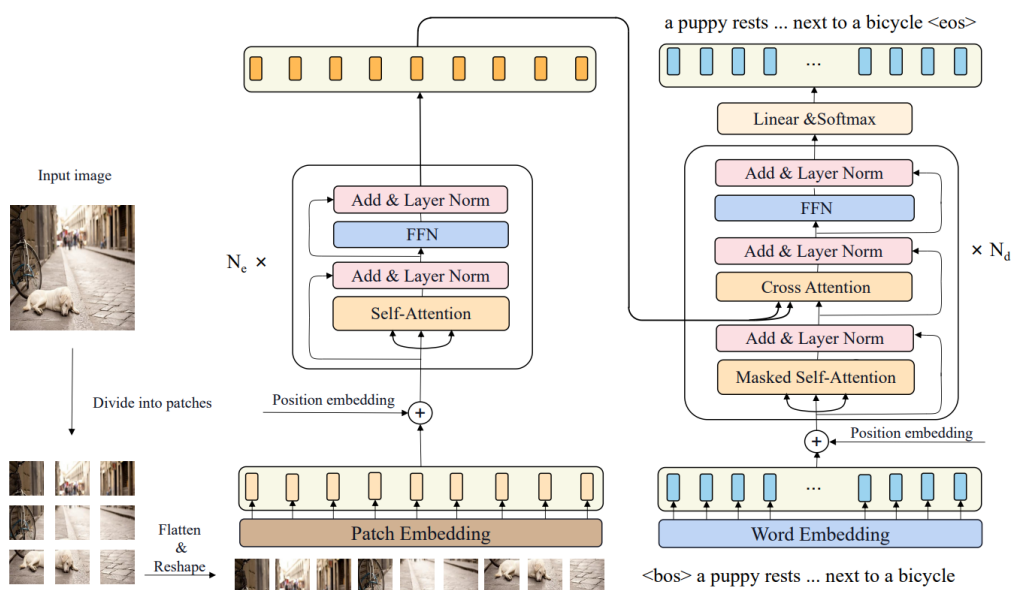 Input image
Divide into patches
Flatten
&
Reshape
N_e ×
Add & Layer Norm
FFN
Add & Layer Norm
Self-Attention
Position embedding
+
Patch Embedding
a puppy rests ... next to a bicycle <eos>
...
Linear &Softmax
Add & Layer Norm
FFN
Add & Layer Norm
× N_d
Cross Attention
Add & Layer Norm
Masked Self-Attention
+
Position embedding
...
Word Embedding
<bos> a puppy rests ... next to a bicycle